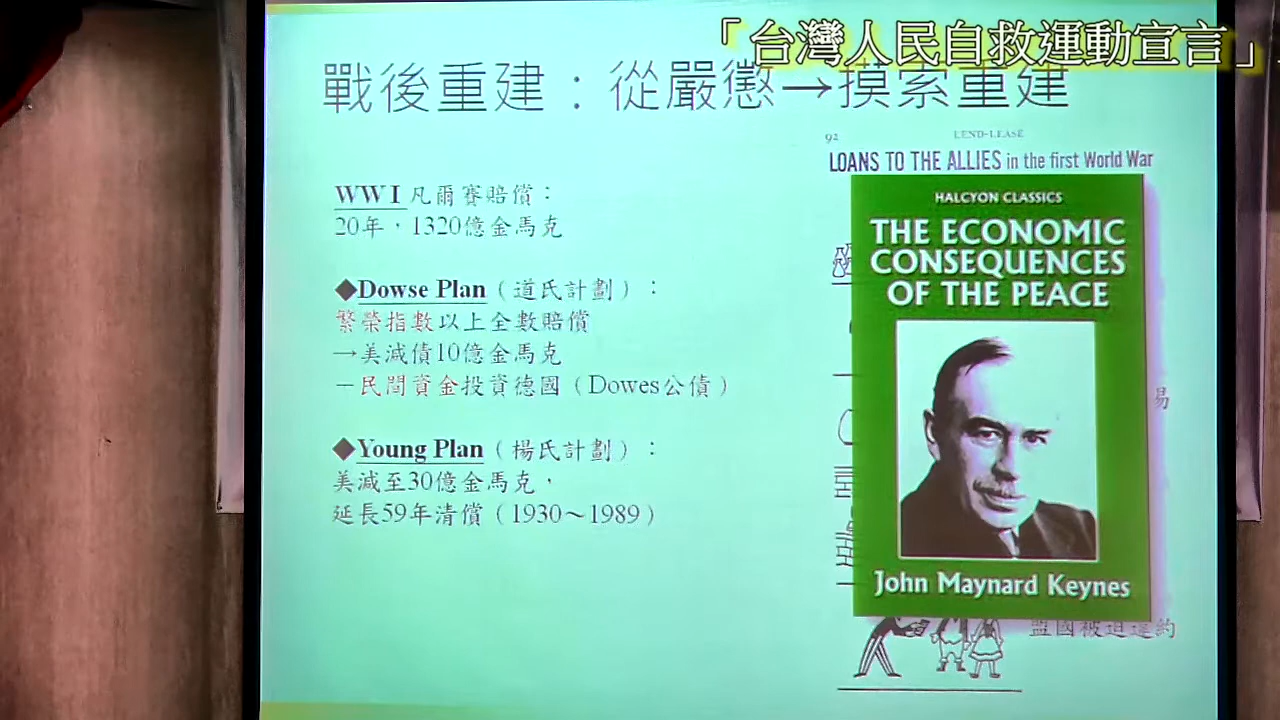 「台灣人民自救運動宣言」
戰後重建：從嚴懲→摸索重建
WW I 凡爾賽賠償：
20年，1320億金馬克
◆Dowse Plan（道氏計劃）：
繁榮指數以上全數賠償
→美減債10億金馬克
－民間資金投資德國（Dowes公債）
◆Young Plan（楊氏計劃）：
美減至30億金馬克，
延長59年清償（1930～1989）
92
LEND-LEASE
LOANS TO THE ALLIES in the first World War
HALCYON CLASSICS
THE ECONOMIC
CONSEQUENCES
OF THE PEACE
John Maynard Keynes
易
盟國被迫違約